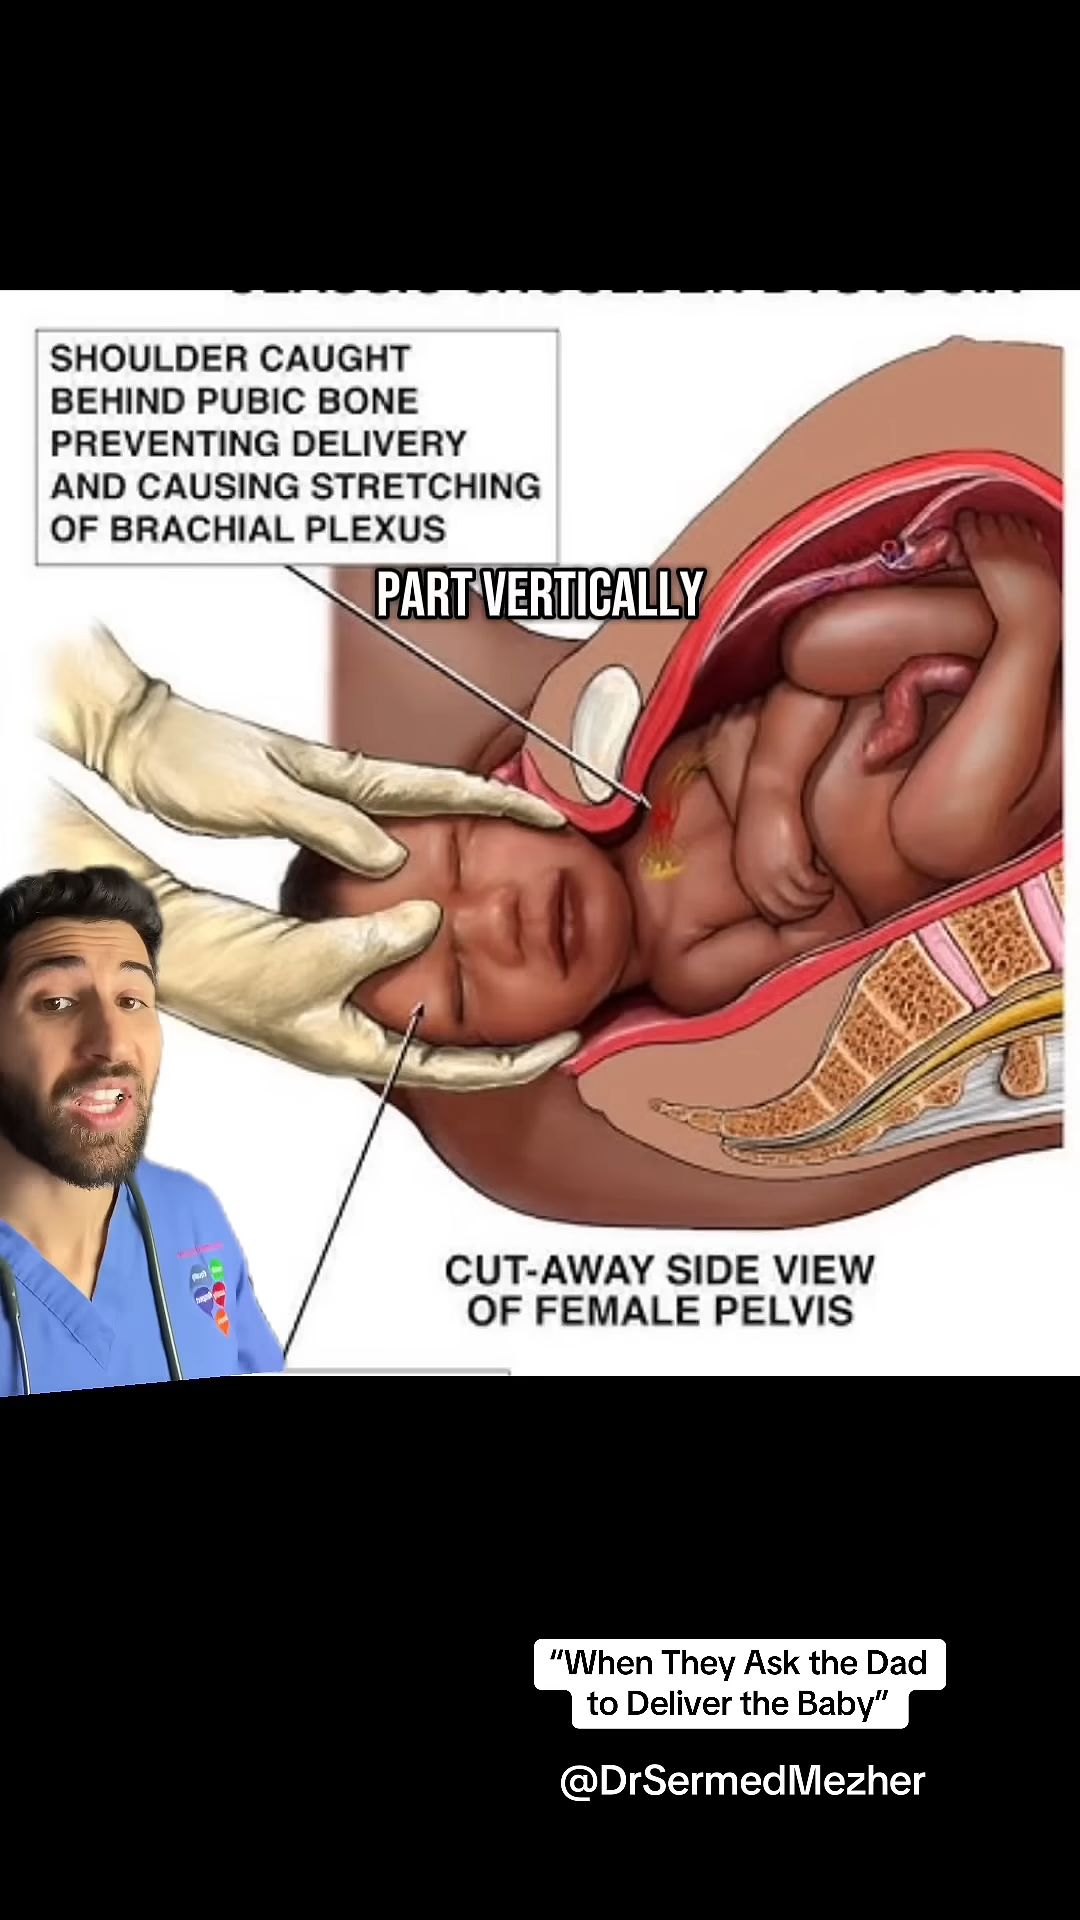 SHOULDER CAUGHT
BEHIND PUBIC BONE
PREVENTING DELIVERY
AND CAUSING STRETCHING
OF BRACHIAL PLEXUS
PART VERTICALLY
CUT-AWAY SIDE VIEW
OF FEMALE PELVIS
“When They Ask the Dad
to Deliver the Baby”
@DrSermedMezher